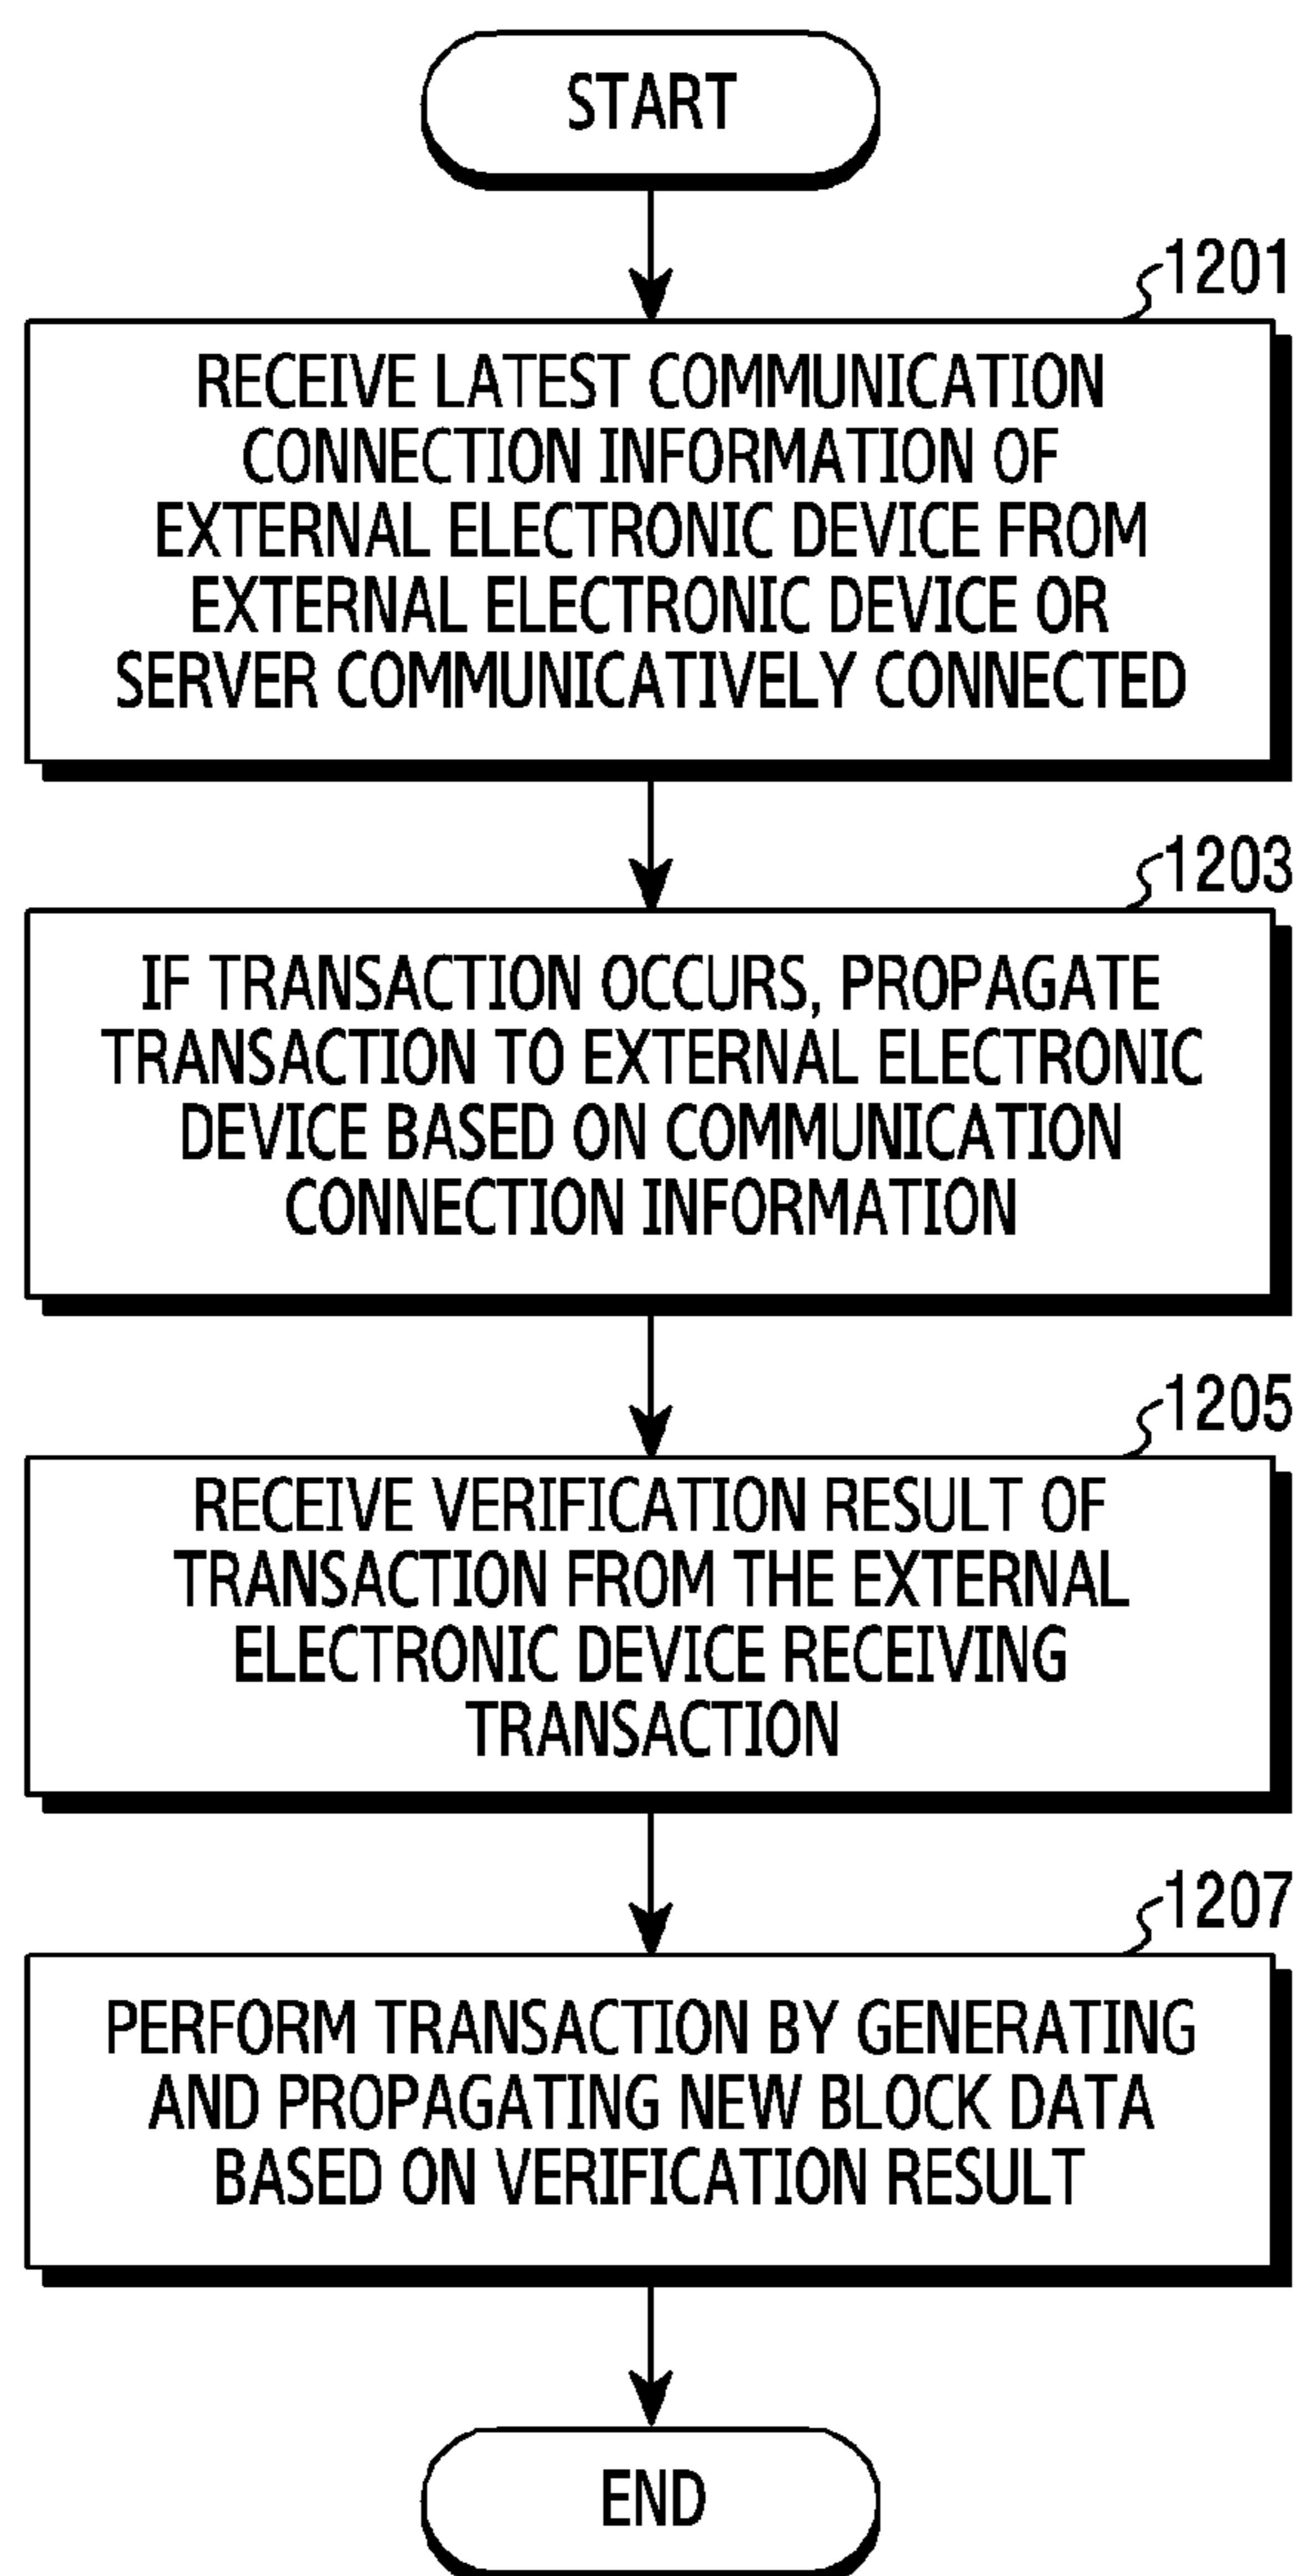 START
1201
RECEIVE LATEST COMMUNICATION
CONNECTION INFORMATION OF
EXTERNAL ELECTRONIC DEVICE FROM
EXTERNAL ELECTRONIC DEVICE OR
SERVER COMMUNICATIVELY CONNECTED
1203
IF TRANSACTION OCCURS, PROPAGATE
TRANSACTION TO EXTERNAL ELECTRONIC
DEVICE BASED ON COMMUNICATION
CONNECTION INFORMATION
1205
RECEIVE VERIFICATION RESULT OF
TRANSACTION FROM THE EXTERNAL
ELECTRONIC DEVICE RECEIVING
TRANSACTION
1207
PERFORM TRANSACTION BY GENERATING
AND PROPAGATING NEW BLOCK DATA
BASED ON VERIFICATION RESULT
END